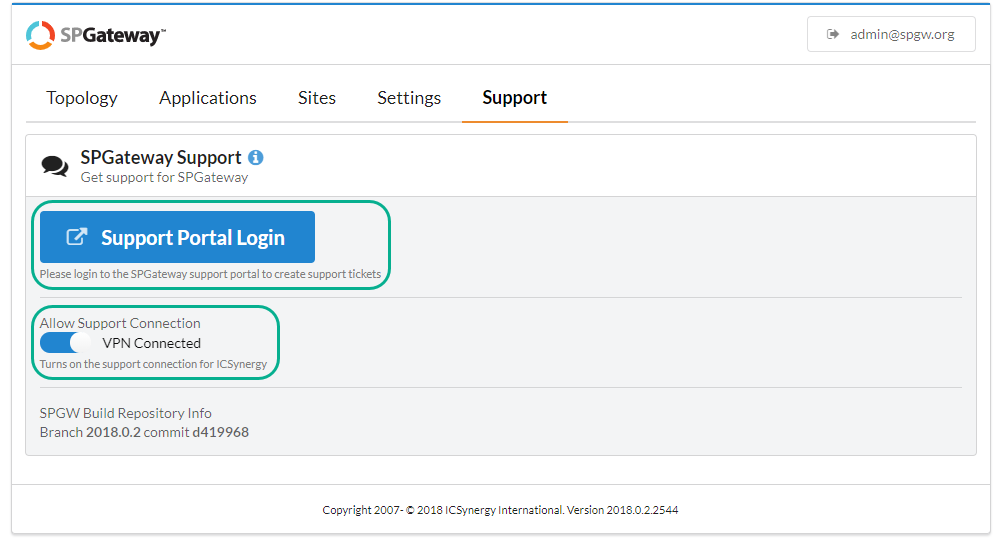 SPGateway™
admin@spgw.org
Topology Applications Sites Settings Support
SPGateway Support
Get support for SPGateway
Support Portal Login
Please login to the SPGateway support portal to create support tickets
Allow Support Connection
VPN Connected
Turns on the support connection for ICSynergy
SPGW Build Repository Info
Branch 2018.0.2 commit d419968
Copyright 2007- © 2018 ICSynergy International. Version 2018.0.2.2544